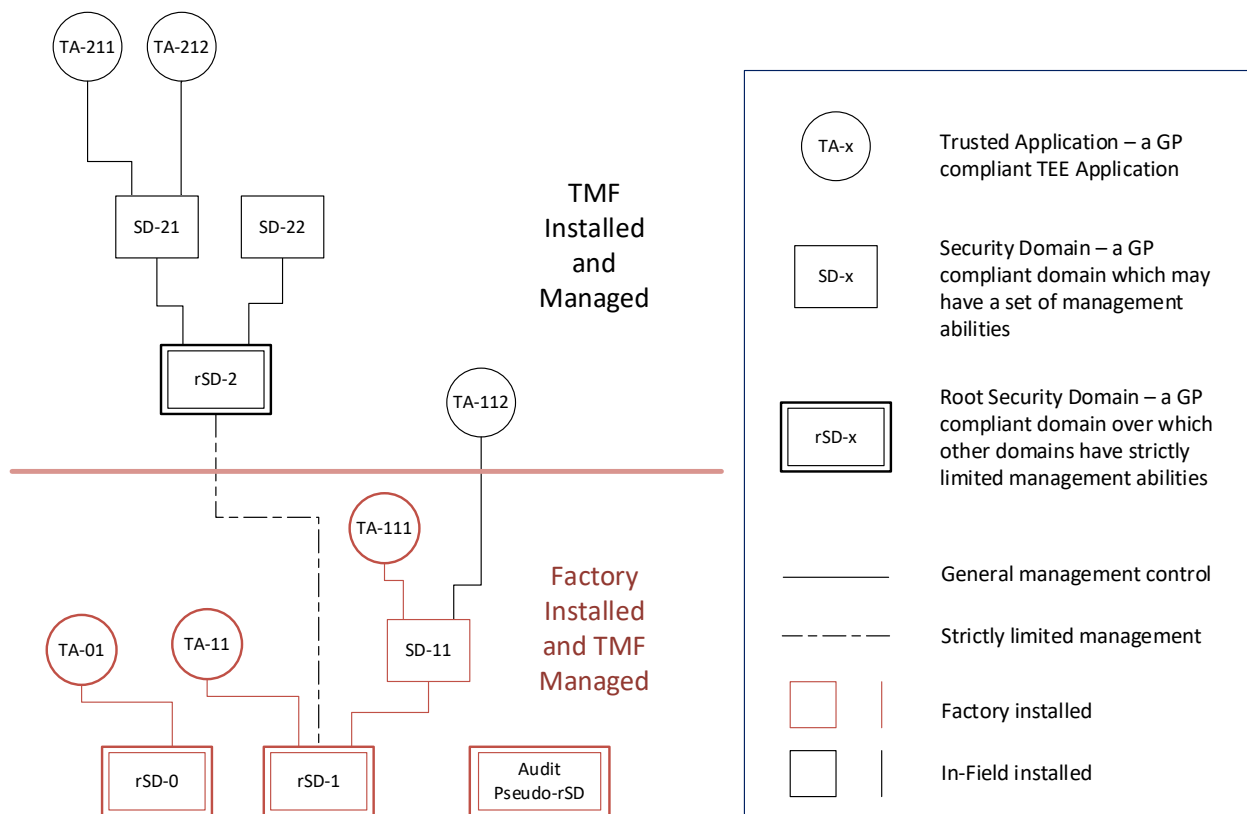 TA-211
TA-212
SD-21
SD-22
rSD-2
TA-112
TMF
Installed
and
Managed
TA-111
TA-01
TA-11
SD-11
Factory
Installed
and TMF
Managed
rSD-0
rSD-1
Audit
Pseudo-rSD
TA-x
Trusted Application – a GP
compliant TEE Application
SD-x
Security Domain – a GP
compliant domain which may
have a set of management
abilities
rSD-x
Root Security Domain – a GP
compliant domain over which
other domains have strictly
limited management abilities
General management control
Strictly limited management
Factory installed
In-Field installed